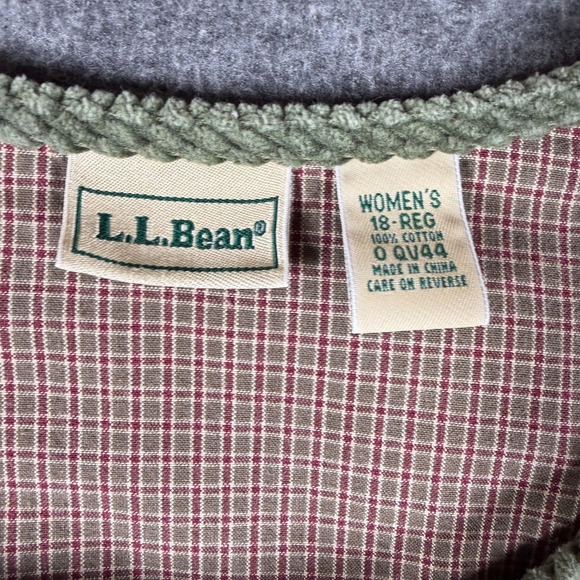 L.L.Bean®
WOMEN'S
18-REG
100% COTTON
0 QV44
MADE IN CHINA
CARE ON REVERSE